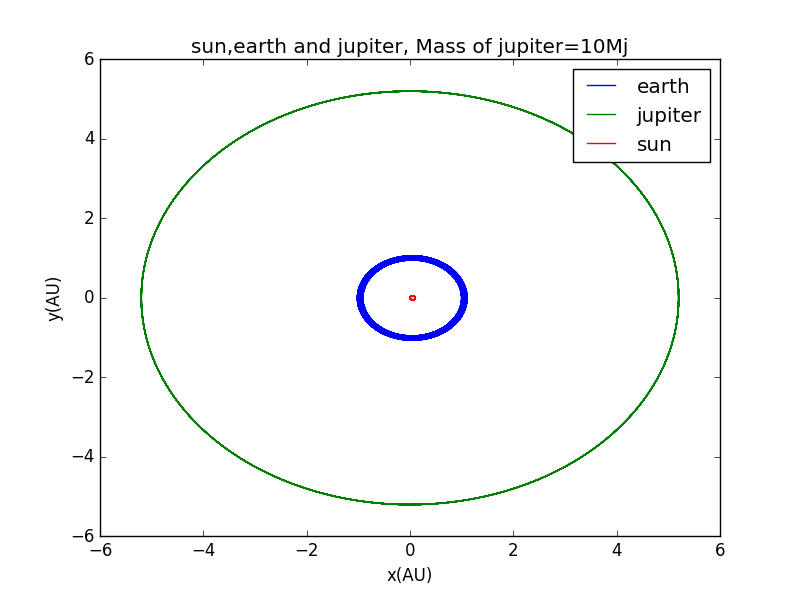 sun,earth and jupiter, Mass of jupiter=10Mj
earth
jupiter
sun
6
4
2
0
−2
−4
−6
y(AU)
−6 −4 −2 0 2 4 6
x(AU)